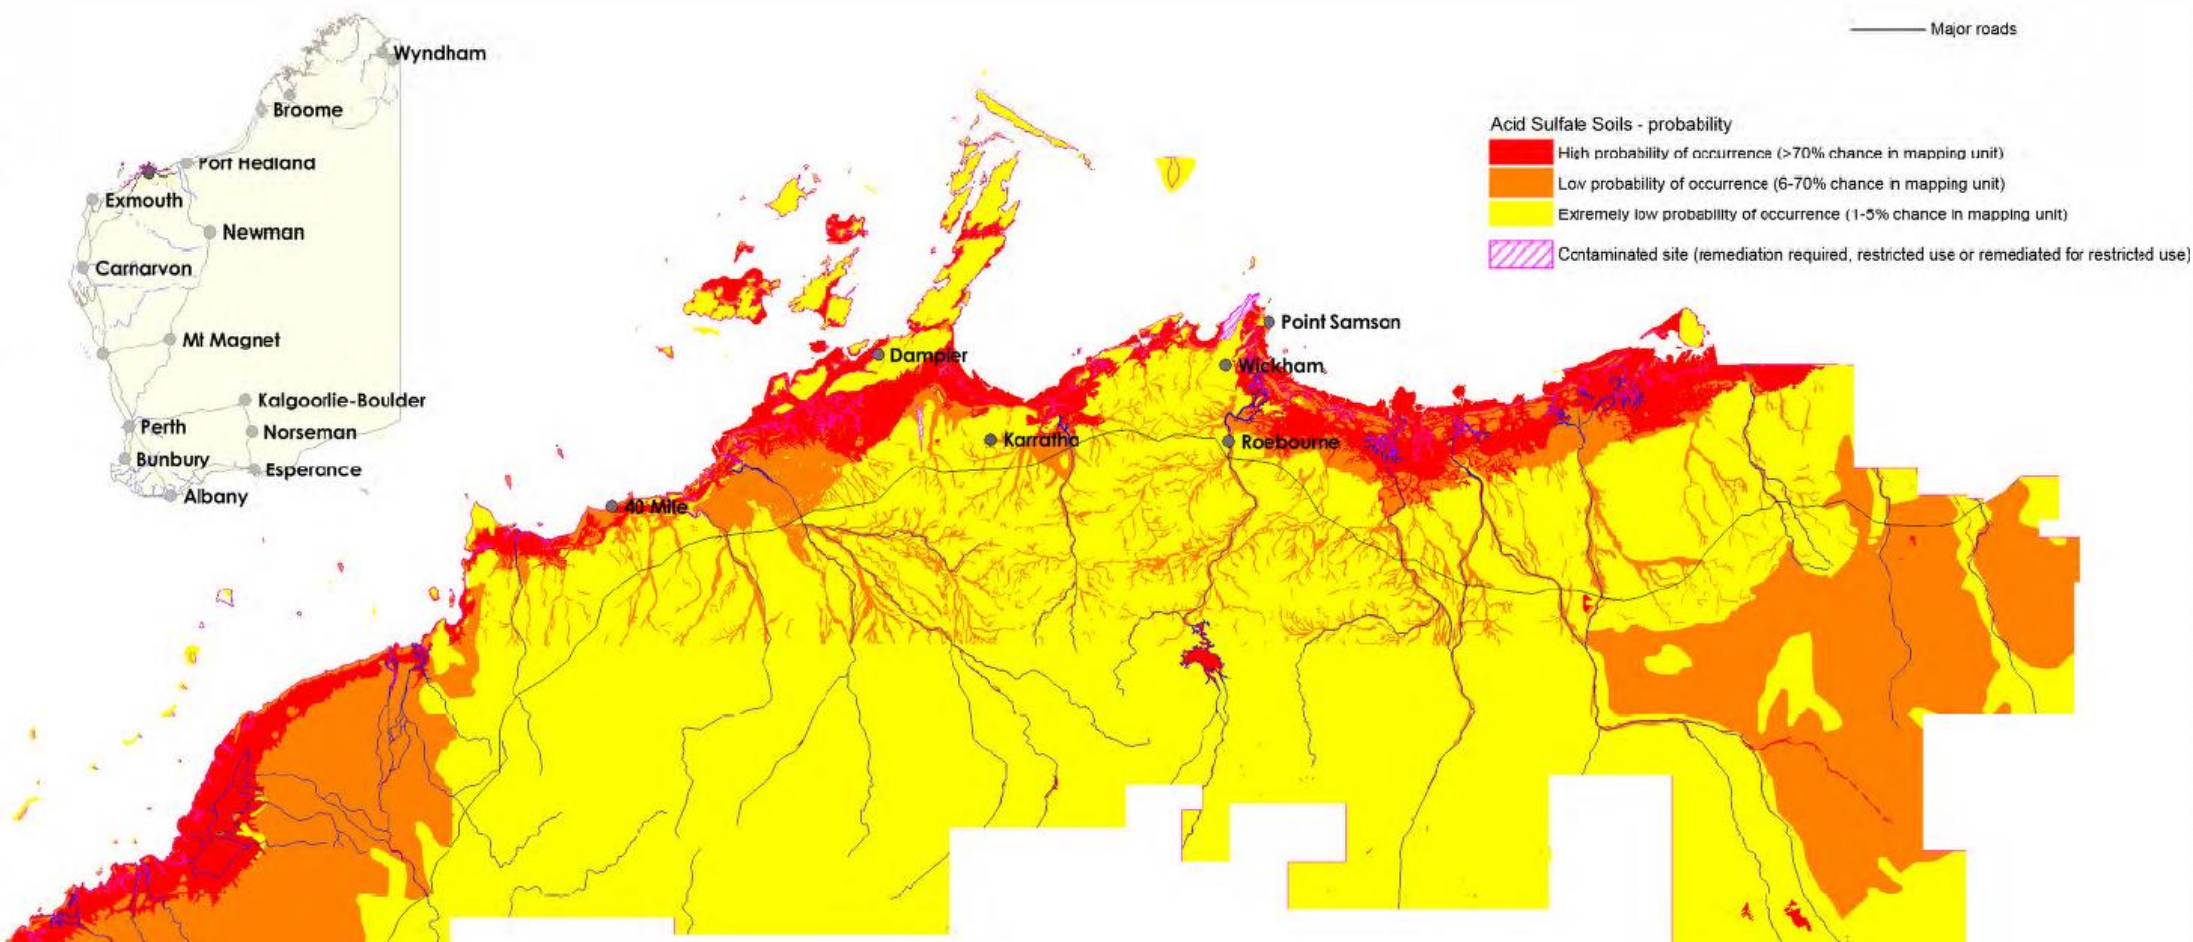 Major roads
Acid Sulfate Soils - probability
High probability of occurrence (>70% chance in mapping unit)
Low probability of occurrence (6-70% chance in mapping unit)
Extremely low probability of occurrence (1-5% chance in mapping unit)
Contaminated site (remediation required, restricted use or remediated for restricted use)
Wyndham
Broome
Port Hedland
Exmouth
Newman
Carnarvon
Mt Magnet
Kalgoorlie-Boulder
Perth
Norseman
Bunbury
Esperance
Albany
Point Samson
Dampier
Wickham
Karratha
Roebourne
40 Mile